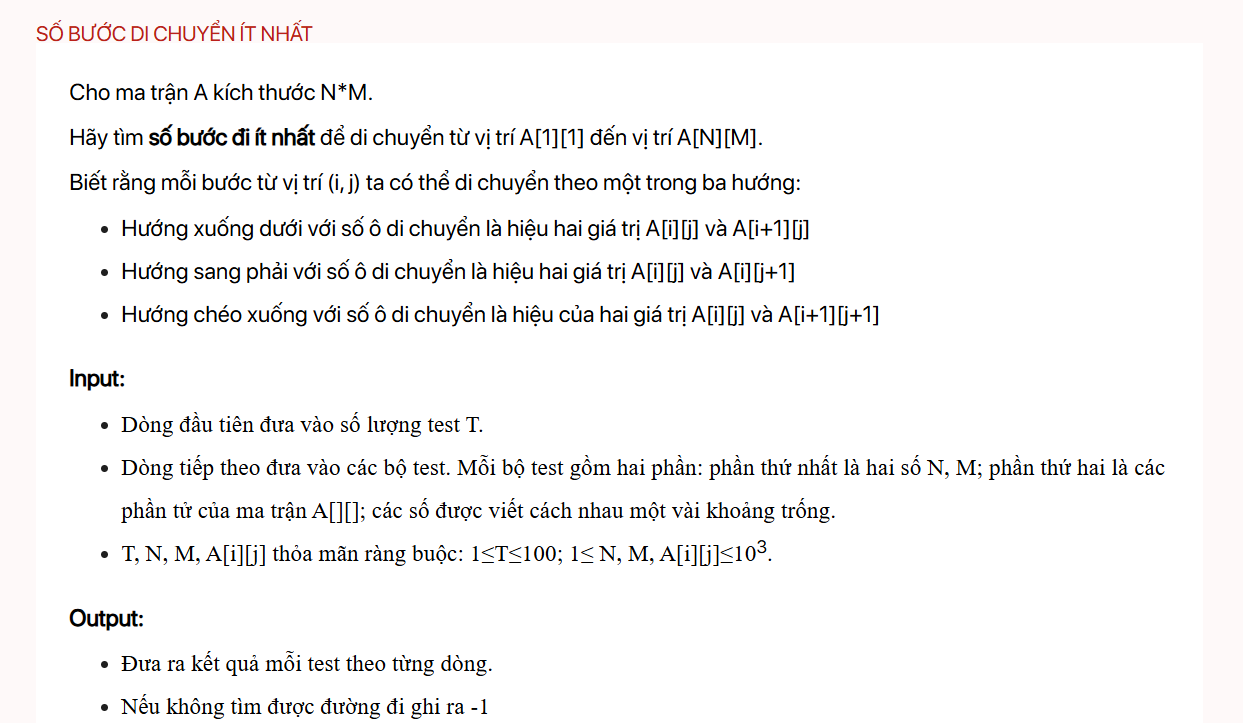 SỐ BƯỚC DI CHUYỂN ÍT NHẤT
Cho ma trận A kích thước N*M.
Hãy tìm số bước đi ít nhất để di chuyển từ vị trí A[1][1] đến vị trí A[N][M].
Biết rằng mỗi bước từ vị trí (i, j) ta có thể di chuyển theo một trong ba hướng:
• Hướng xuống dưới với số ô di chuyển là hiệu hai giá trị A[i][j] và A[i+1][j]
• Hướng sang phải với số ô di chuyển là hiệu hai giá trị A[i][j] và A[i][j+1]
• Hướng chéo xuống với số ô di chuyển là hiệu của hai giá trị A[i][j] và A[i+1][j+1]
Input:
• Dòng đầu tiên đưa vào số lượng test T.
• Dòng tiếp theo đưa vào các bộ test. Mỗi bộ test gồm hai phần: phần thứ nhất là hai số N, M; phần thứ hai là các
phần tử của ma trận A[][]; các số được viết cách nhau một vài khoảng trống.
• T, N, M, A[i][j] thỏa mãn ràng buộc: 1≤T≤100; 1≤ N, M, A[i][j]≤10³.
Output:
• Đưa ra kết quả mỗi test theo từng dòng.
• Nếu không tìm được đường đi ghi ra -1